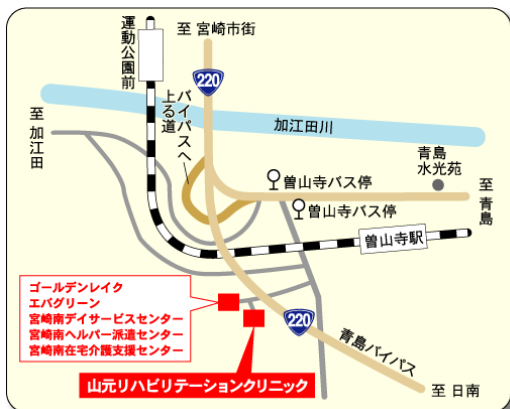 運動公園前
至 宮崎市街
220
バイパスへ
上る道
加江田川
至 加江田
青島
水光苑
曽山寺バス停
曽山寺バス停
至 青島
曽山寺駅
ゴールデンレイク
エバグリーン
宮崎南デイサービスセンター
宮崎南ヘルパー派遣センター
宮崎南在宅介護支援センター
220
青島バイパス
山元リハビリテーションクリニック
至 日南